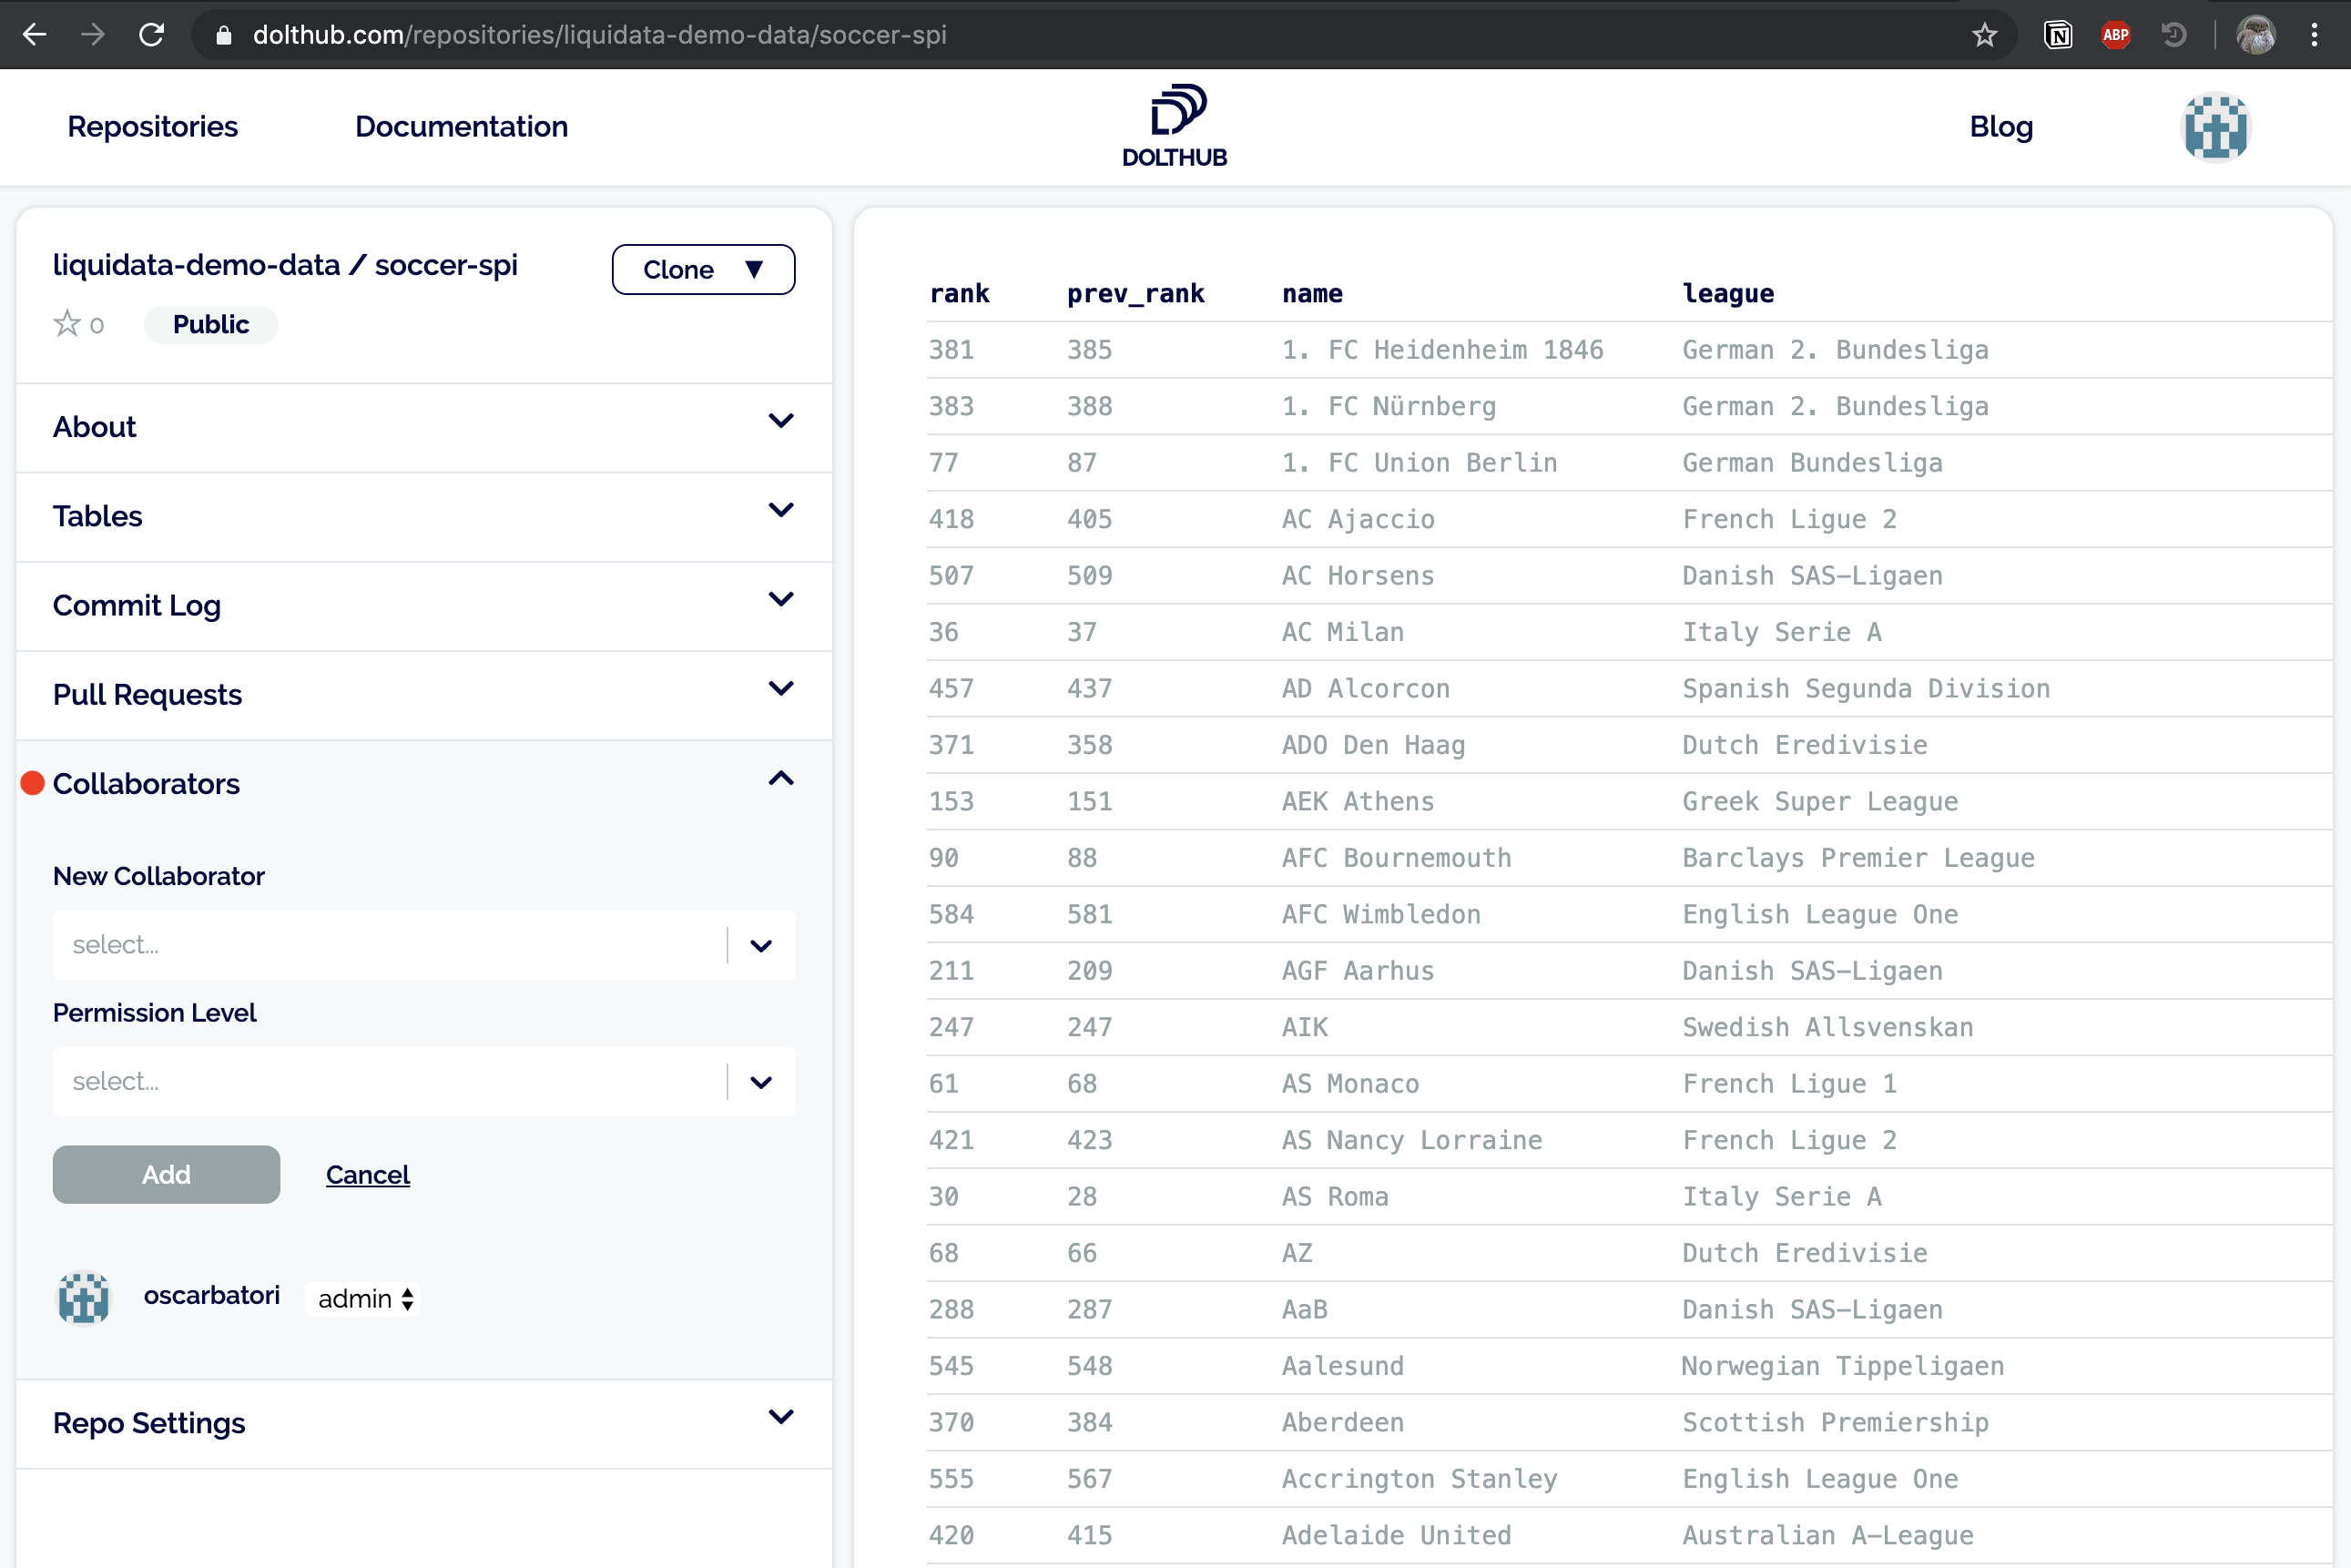 dolthub.com/repositories/liquidata-demo-data/soccer-spi
N
ABP
Repositories
Documentation
DOLTHUB
Blog
liquidata-demo-data / soccer-spi
Clone ▼
0
Public
About
Tables
Commit Log
Pull Requests
Collaborators
New Collaborator
select...
Permission Level
select...
Add
Cancel
oscarbatori
admin
Repo Settings
rank prev_rank name league
381 385 1. FC Heidenheim 1846 German 2. Bundesliga
383 388 1. FC Nürnberg German 2. Bundesliga
77 87 1. FC Union Berlin German Bundesliga
418 405 AC Ajaccio French Ligue 2
507 509 AC Horsens Danish SAS-Ligaen
36 37 AC Milan Italy Serie A
457 437 AD Alcorcon Spanish Segunda Division
371 358 ADO Den Haag Dutch Eredivisie
153 151 AEK Athens Greek Super League
90 88 AFC Bournemouth Barclays Premier League
584 581 AFC Wimbledon English League One
211 209 AGF Aarhus Danish SAS-Ligaen
247 247 AIK Swedish Allsvenskan
61 68 AS Monaco French Ligue 1
421 423 AS Nancy Lorraine French Ligue 2
30 28 AS Roma Italy Serie A
68 66 AZ Dutch Eredivisie
288 287 AaB Danish SAS-Ligaen
545 548 Aalesund Norwegian Tippeligaen
370 384 Aberdeen Scottish Premiership
555 567 Accrington Stanley English League One
420 415 Adelaide United Australian A-League